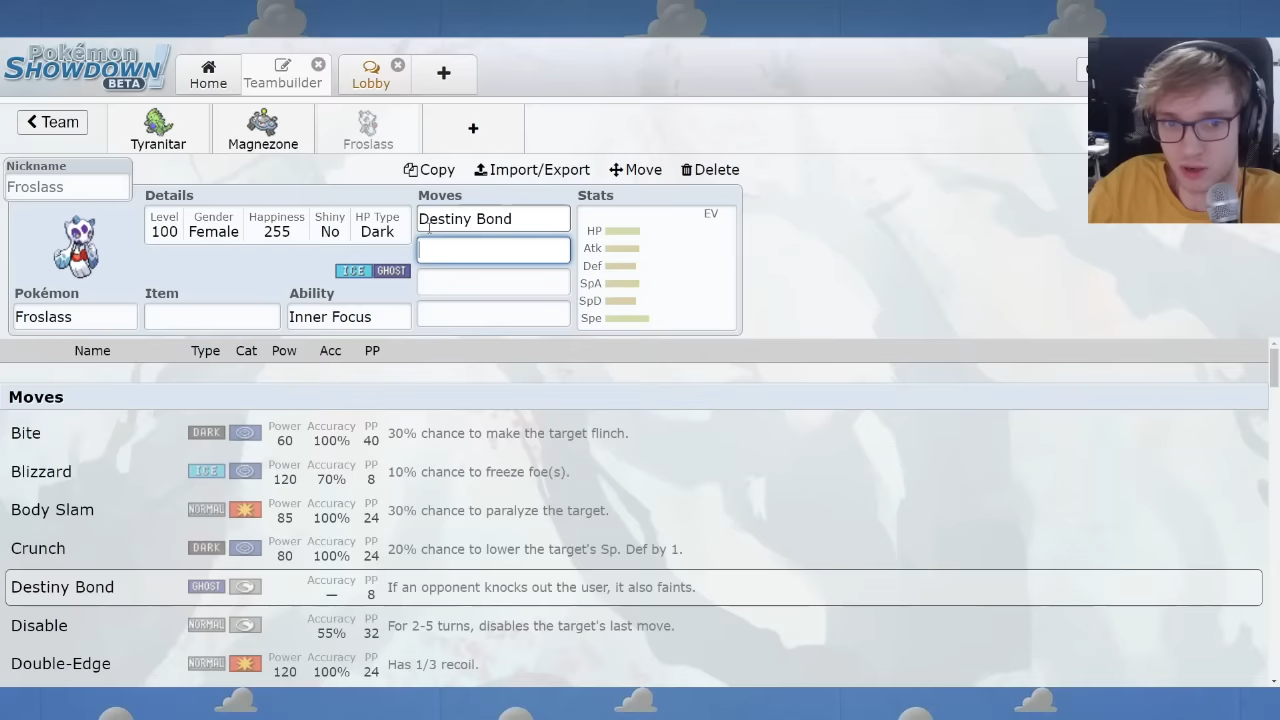 Pokémon
SHOWDOWN!
BETA
Home
Teambuilder
Lobby
+
< Team
Tyranitar
Magnezone
Froslass
+
Copy Import/Export Move Delete
Nickname
Froslass
Details
Level Gender Happiness Shiny HP Type
100 Female 255 No Dark
ICE GHOST
Pokémon
Froslass
Item
Ability
Inner Focus
Moves
Destiny Bond
Stats
EV
HP
Atk
Def
SpA
SpD
Spe
Name Type Cat Pow Acc PP
Moves
Bite DARK Power 60 Accuracy 100% PP 40 30% chance to make the target flinch.
Blizzard ICE Power 120 Accuracy 70% PP 8 10% chance to freeze foe(s).
Body Slam NORMAL Power 85 Accuracy 100% PP 24 30% chance to paralyze the target.
Crunch DARK Power 80 Accuracy 100% PP 24 20% chance to lower the target's Sp. Def by 1.
Destiny Bond GHOST Accuracy — PP 8 If an opponent knocks out the user, it also faints.
Disable NORMAL Accuracy 55% PP 32 For 2-5 turns, disables the target's last move.
Double-Edge NORMAL Power 120 Accuracy 100% PP 24 Has 1/3 recoil.